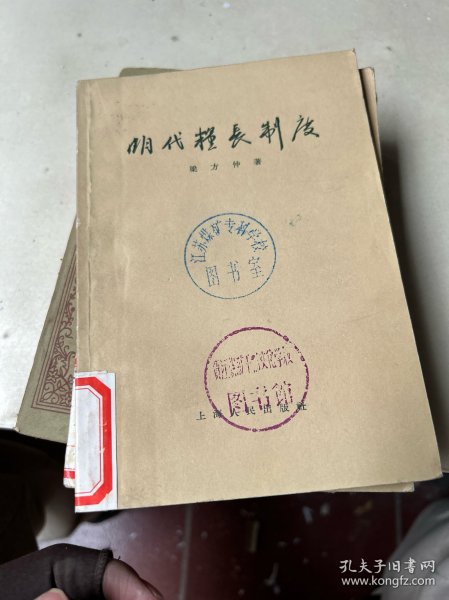 明代糧長制度
梁方仲著
江苏煤矿专科学校
图书室
图书館
上海人民出版社
孔夫子旧书网
www.kongfz.com